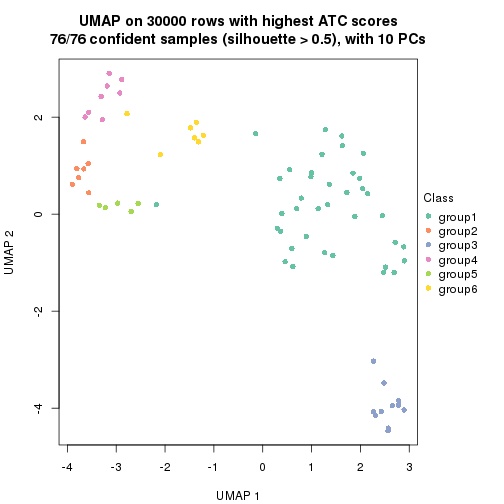 UMAP on 30000 rows with highest ATC scores
76/76 confident samples (silhouette > 0.5), with 10 PCs
UMAP 2
2
0
-2
-4
-4
-3
-2
-1
0
1
2
3
UMAP 1
Class
group1
group2
group3
group4
group5
group6